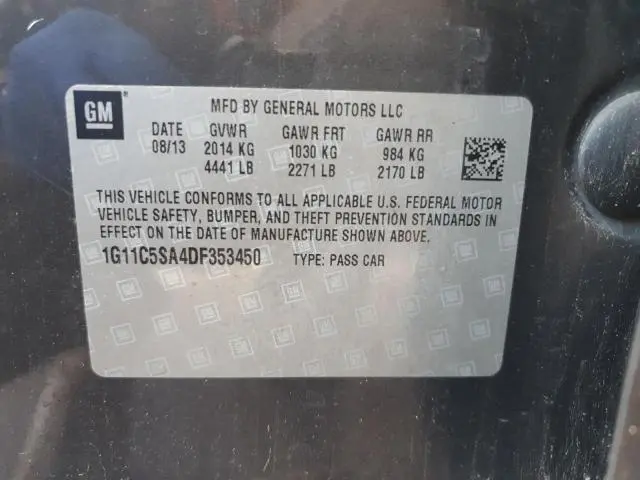 GM
MFD BY GENERAL MOTORS LLC
DATE GVWR GAWR FRT GAWR RR
08/13 2014 KG 1030 KG 984 KG
4441 LB 2271 LB 2170 LB
THIS VEHICLE CONFORMS TO ALL APPLICABLE U.S. FEDERAL MOTOR
VEHICLE SAFETY, BUMPER, AND THEFT PREVENTION STANDARDS IN
EFFECT ON THE DATE OF MANUFACTURE SHOWN ABOVE.
1G11C5SA4DF353450 TYPE: PASS CAR